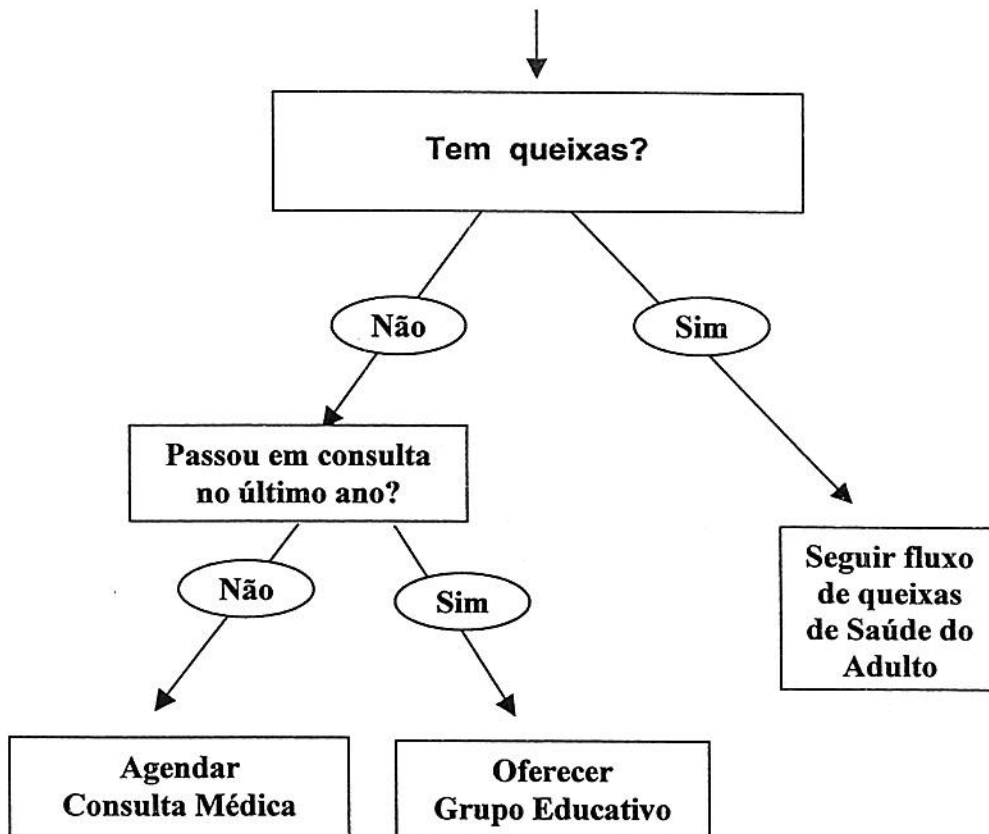 Tem queixas?
Não
Sim
Passou em consulta
no último ano?
Não
Sim
Seguir fluxo
de queixas
de Saúde do
Adulto
Agendar
Consulta Médica
Oferecer
Grupo Educativo